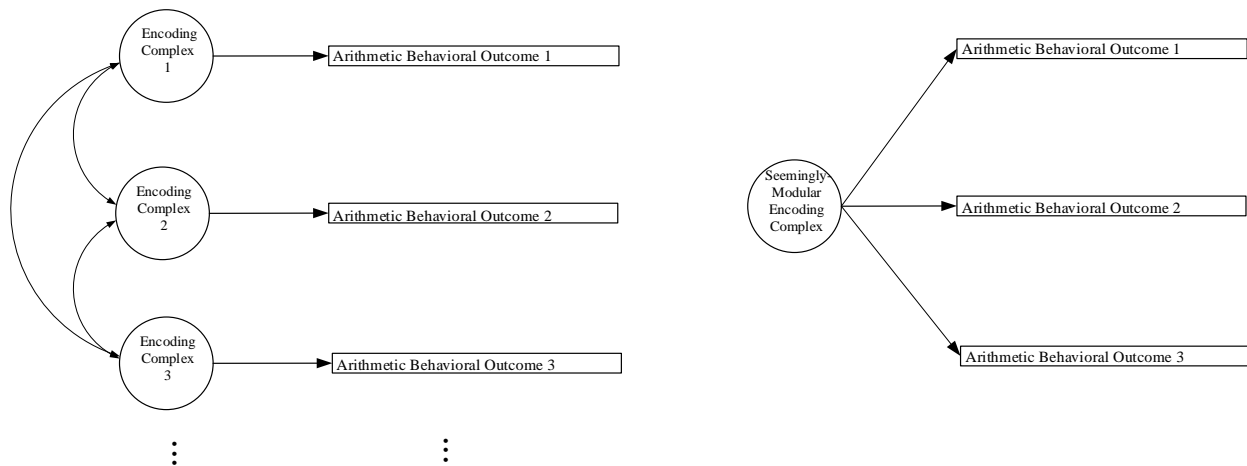 Encoding
Complex
1
Arithmetic Behavioral Outcome 1
Encoding
Complex
2
Arithmetic Behavioral Outcome 2
Encoding
Complex
3
Arithmetic Behavioral Outcome 3
Seemingly-
Modular
Encoding
Complex
Arithmetic Behavioral Outcome 1
Arithmetic Behavioral Outcome 2
Arithmetic Behavioral Outcome 3